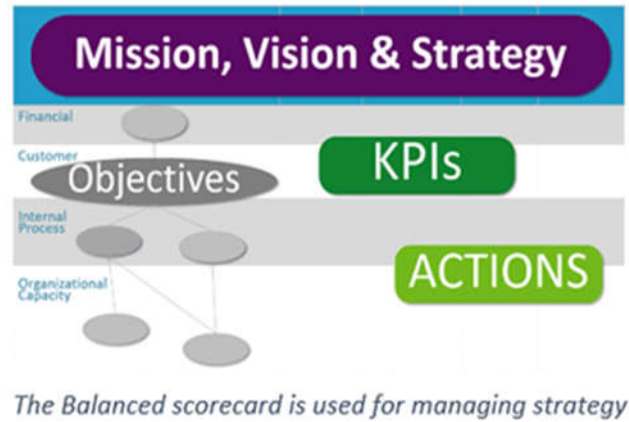 Mission, Vision & Strategy
Financial
Customer
Objectives
KPIs
Internal
Process
ACTIONS
Organizational
Capacity
The Balanced scorecard is used for managing strategy